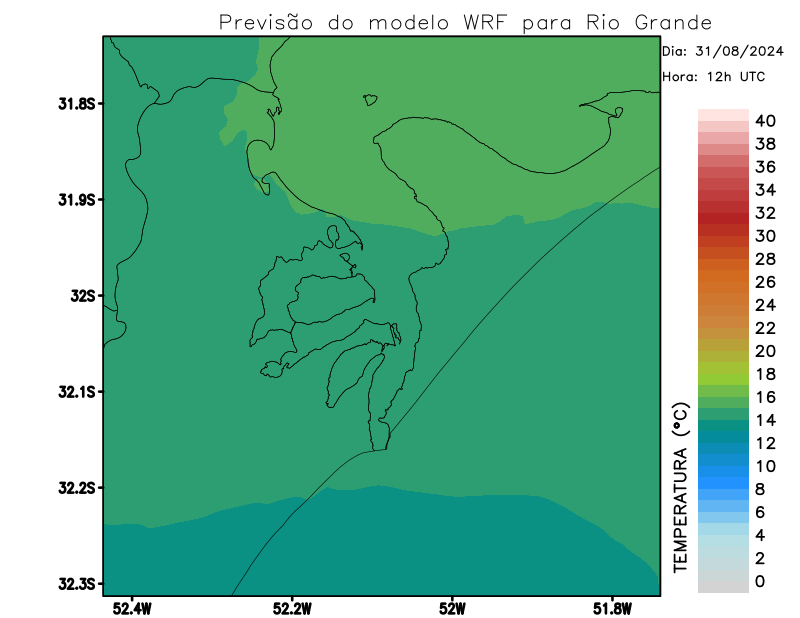 Previsão do modelo WRF para Rio Grande
Dia: 31/08/2024
Hora: 12h UTC
31.8S
31.9S
32S
32.1S
32.2S
32.3S
52.4W
52.2W
52W
51.8W
TEMPERATURA (°C)
40
38
36
34
32
30
28
26
24
22
20
18
16
14
12
10
8
6
4
2
0